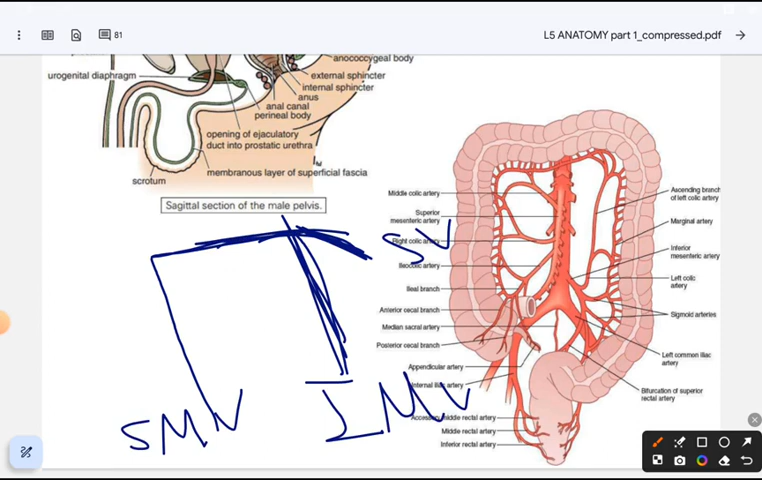 81
L5 ANATOMY part 1_compressed.pdf
anococcygeal body
urogenital diaphragm
external sphincter
internal sphincter
anus
anal canal
perineal body
opening of ejaculatory
duct into prostatic urethra
membranous layer of superficial fascia
scrotum
Sagittal section of the male pelvis.
SV
SMV
IMV
Middle colic artery
Superior
mesenteric artery
Right colic artery
Ileocolic artery
Ileal branch
Anterior cecal branch
Median sacral artery
Posterior cecal branch
Appendicular artery
Internal iliac artery
Accessory middle rectal artery
Middle rectal artery
Inferior rectal artery
Ascending branch
of left colic artery
Marginal artery
Inferior
mesenteric artery
Left colic
artery
Sigmoid arteries
Left common iliac
artery
Bifurcation of superior
rectal artery